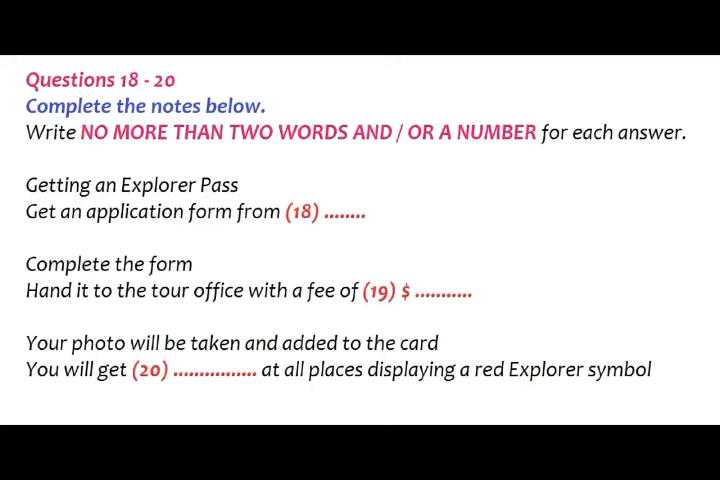 Questions 18 - 20
Complete the notes below.
Write NO MORE THAN TWO WORDS AND / OR A NUMBER for each answer.
Getting an Explorer Pass
Get an application form from (18) ........
Complete the form
Hand it to the tour office with a fee of (19) $ ...........
Your photo will be taken and added to the card
You will get (20) ................ at all places displaying a red Explorer symbol